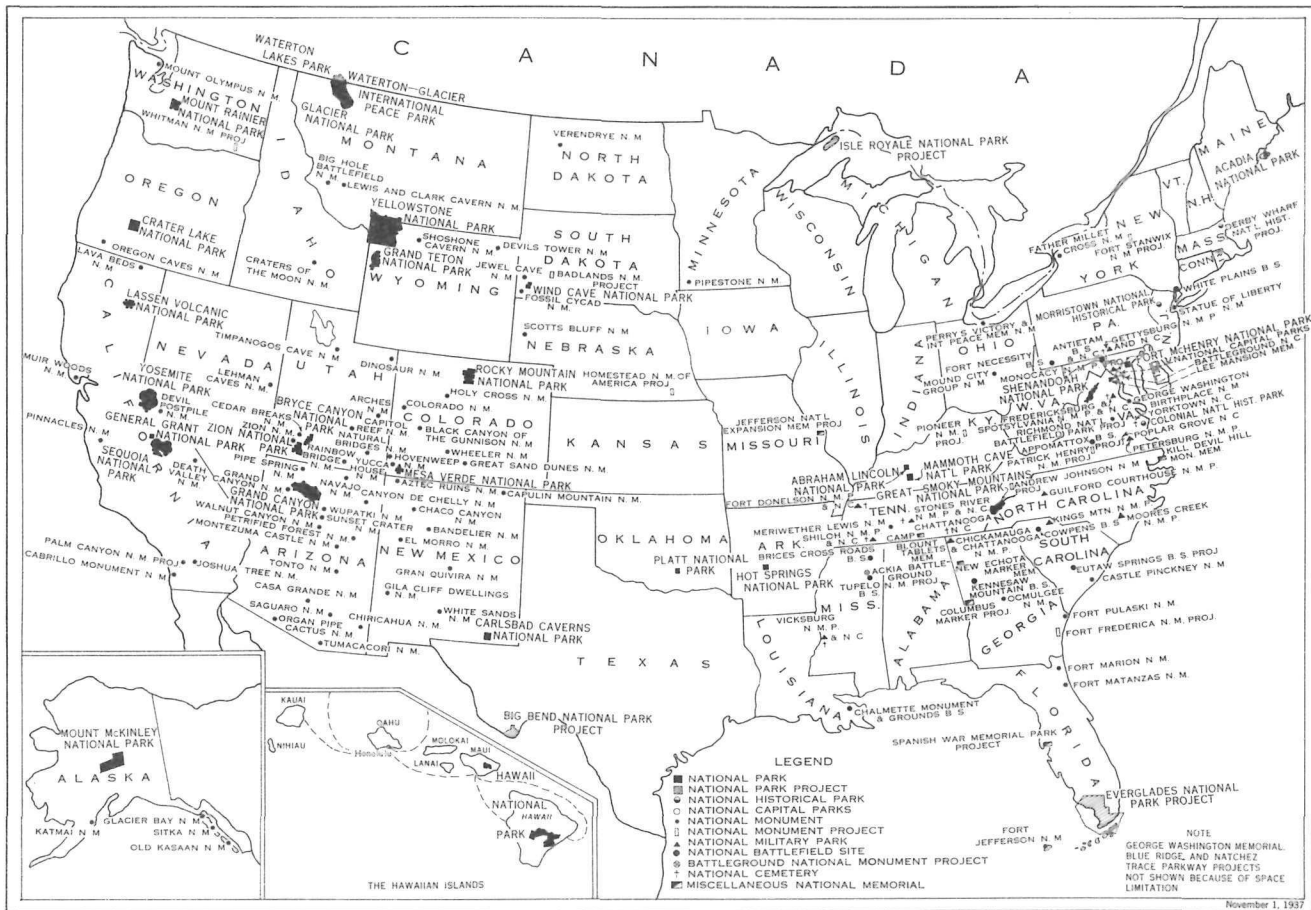 C A N A D A
WATERTON
LAKES PARK
WATERTON—GLACIER
INTERNATIONAL
PEACE PARK
GLACIER
NATIONAL PARK
MOUNT OLYMPUS N M
WASHINGTON
MOUNT RAINIER
NATIONAL PARK
WHITMAN N M PROJ
MONTANA
BIG HOLE
BATTLEFIELD
N M
LEWIS AND CLARK CAVERN N M
VERENDRYE N M
NORTH
DAKOTA
ISLE ROYALE NATIONAL PARK
PROJECT
MAINE
ACADIA
NATIONAL PARK
OREGON
CRATER LAKE
NATIONAL PARK
OREGON CAVES N M
LAVA BEDS
N M
IDAHO
CRATERS OF
THE MOON N M
YELLOWSTONE
NATIONAL PARK
SHOSHONE
CAVERN N M
GRAND TETON
NATIONAL PARK
WYOMING
DEVILS TOWER N M
SOUTH
DAKOTA
JEWEL CAVE
N M
BADLANDS N M
PROJECT
WIND CAVE NATIONAL PARK
FOSSIL CYCAD
N M
MINNESOTA
PIPESTONE N M
WISCONSIN
MICHIGAN
VT.
N.H.
MASS
CONN
NEW
YORK
DERBY WHARF
NAT'L HIST.
PROJ.
FATHER MILLET
CROSS N M
FORT STANWIX
N M PROJ
WHITE PLAINS B S
STATUE OF LIBERTY
N M
MORRISTOWN NATIONAL
HISTORICAL PARK
PA.
LASSEN VOLCANIC
NATIONAL PARK
CALIFORNIA
NEVADA
UTAH
TIMPANOGOS CAVE N M
DINOSAUR N M
LEHMAN
CAVES N M
SCOTTS BLUFF N M
NEBRASKA
HOMESTEAD N M OF
AMERICA PROJ
IOWA
ILLINOIS
INDIANA
OHIO
PERRY'S VICTORY &
INT PEACE MEM N M
FORT NECESSITY
B S
MOUND CITY
GROUP N M
ANTIETAM
B S
& N C
GETTYSBURG N M P
AND N C
MONOCACY N M P
FORT McHENRY NATIONAL PARK
NATIONAL CAPITAL PARKS
BATTLEGROUND N C
LEE MANSION MEM
SHENANDOAH
NATIONAL PARK
W. VA
MUIR WOODS
N M
YOSEMITE
NATIONAL PARK
DEVIL
POSTPILE
N M
PINNACLES N M
GENERAL GRANT
NATIONAL PARK
SEQUOIA
NATIONAL
PARK
CEDAR BREAKS
N M
BRYCE CANYON
NATIONAL
PARK
ZION N M
ZION NATIONAL
PARK
ARCHES
N M
CAPITOL
REEF N M
NATURAL
BRIDGES N M
RAINBOW
BRIDGE
N M
ROCKY MOUNTAIN
NATIONAL PARK
HOLY CROSS N M
COLORADO N M
COLORADO
BLACK CANYON OF
THE GUNNISON N M
WHEELER N M
YUCCA
HOUSE N M
HOVENWEEP
N M
GREAT SAND DUNES N M
MESA VERDE NATIONAL PARK
AZTEC RUINS N M
CAPULIN MOUNTAIN N M
KANSAS
MISSOURI
JEFFERSON NAT'L
EXPANSION MEM PROJ
KY
PIONEER
N M
PROJ.
FREDERICKSBURG &
SPOTSYLVANIA N M P & N C
GEORGE WASHINGTON
BIRTHPLACE N M
YORKTOWN N C
RICHMOND NAT'L
BATTLEFIELD PARK PROJ
COLONIAL NAT'L HIST. PARK
APPOMATTOX B S
POPLAR GROVE N C
PATRICK HENRY
N M PROJ
PETERSBURG N M P
KILL DEVIL HILL
MON. MEM
DEATH
VALLEY
N M
PIPE SPRING
N M
GRAND
CANYON N M
GRAND CANYON
NATIONAL PARK
NAVAJO
N M
CANYON DE CHELLY N M
CHACO CANYON
N M
WUPATKI N M
WALNUT CANYON N M
SUNSET CRATER
N M
PETRIFIED FOREST N M
MONTEZUMA CASTLE N M
BANDELIER N M
EL MORRO N M
NEW MEXICO
ARIZONA
TONTO N M
GRAN QUIVIRA N M
GILA CLIFF DWELLINGS
N M
PALM CANYON N M PROJ
CABRILLO MONUMENT N M
JOSHUA
TREE N M
CASA GRANDE N M
SAGUARO N M
ORGAN PIPE
CACTUS N M
CHIRICAHUA N M
TUMACACORI N M
WHITE SANDS
N M
CARLSBAD CAVERNS
NATIONAL PARK
OKLAHOMA
PLATT NATIONAL
PARK
ARK.
HOT SPRINGS
NATIONAL PARK
ABRAHAM LINCOLN
NATIONAL PARK
MAMMOTH CAVE
NAT'L PARK
FORT DONELSON N M P
& N C
TENN.
GREAT SMOKY MOUNTAINS
NATIONAL PARK
ANDREW JOHNSON N M
PROJ
STONES RIVER
N M P & N C
GUILFORD COURTHOUSE N M P
NORTH CAROLINA
MERIWETHER LEWIS N M
SHILOH N M P
& N C
CHATTANOOGA
CAMP
BLOUNT
TABLETS
MEM
CHICKAMAUGA
& CHATTANOOGA
N M P
KINGS MTN N M P
COWPENS B S
MOORES CREEK
N M P
BRICES CROSS ROADS
B S
ACKIA BATTLE-
GROUND
N M PROJ
TUPELO
B S
NEW ECHOTA
MARKER
MEM
KENNESAW
MOUNTAIN B S
OCMULGEE
N M
SOUTH
CAROLINA
EUTAW SPRINGS B S PROJ
CASTLE PINCKNEY N M
MISS.
VICKSBURG
N M P
& N C
ALABAMA
COLUMBUS
MARKER PROJ
GEORGIA
FORT PULASKI N M
FORT FREDERICA N M PROJ.
FORT MARION N M
FORT MATANZAS N M
LOUISIANA
CHALMETTE MONUMENT
& GROUNDS B S
TEXAS
BIG BEND NATIONAL PARK
PROJECT
FLORIDA
SPANISH WAR MEMORIAL PARK
PROJECT
EVERGLADES NATIONAL
PARK PROJECT
FORT
JEFFERSON N M
MOUNT McKINLEY
NATIONAL PARK
ALASKA
KATMAI N M
GLACIER BAY N M
SITKA N M
OLD KASAAN N M
KAUAI
NIHIAU
OAHU
Honolulu
MOLOKAI
LANAI
MAUI
HAWAII
NATIONAL
HAWAII
PARK
THE HAWAIIAN ISLANDS
LEGEND
NATIONAL PARK
NATIONAL PARK PROJECT
NATIONAL HISTORICAL PARK
NATIONAL CAPITAL PARKS
NATIONAL MONUMENT
NATIONAL MONUMENT PROJECT
NATIONAL MILITARY PARK
NATIONAL BATTLEFIELD SITE
BATTLEGROUND NATIONAL MONUMENT PROJECT
NATIONAL CEMETERY
MISCELLANEOUS NATIONAL MEMORIAL
NOTE
GEORGE WASHINGTON MEMORIAL
BLUE RIDGE, AND NATCHEZ
TRACE PARKWAY PROJECTS
NOT SHOWN BECAUSE OF SPACE
LIMITATION
November 1, 1937